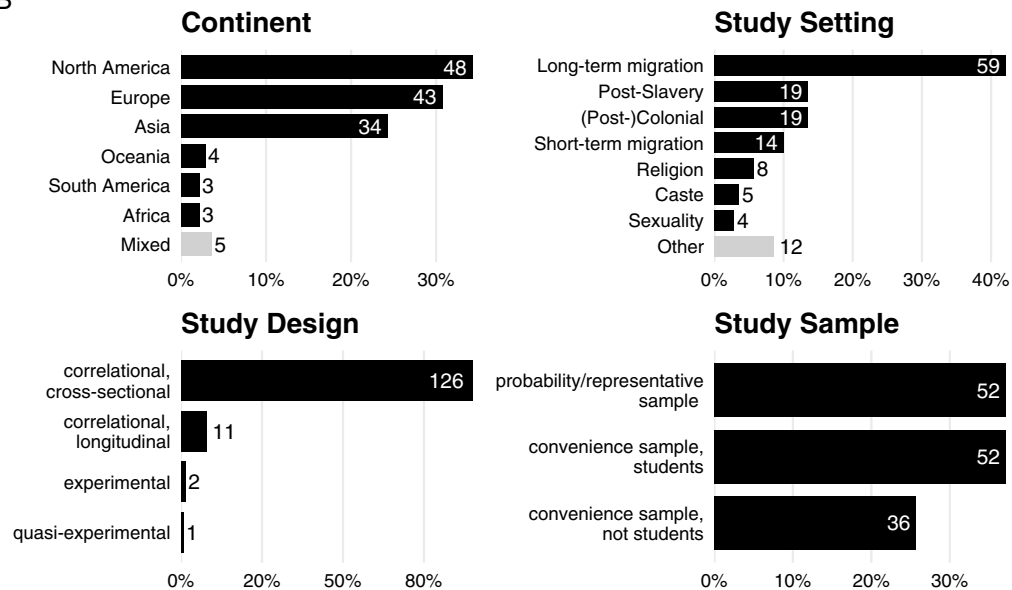 Continent
North America 48
Europe 43
Asia 34
Oceania 4
South America 3
Africa 3
Mixed 5
0% 10% 20% 30%
Study Setting
Long-term migration 59
Post-Slavery 19
(Post-)Colonial 19
Short-term migration 14
Religion 8
Caste 5
Sexuality 4
Other 12
0% 10% 20% 30% 40%
Study Design
correlational,
cross-sectional 126
correlational,
longitudinal 11
experimental 2
quasi-experimental 1
0% 20% 50% 80%
Study Sample
probability/representative
sample 52
convenience sample,
students 52
convenience sample,
not students 36
0% 10% 20% 30%